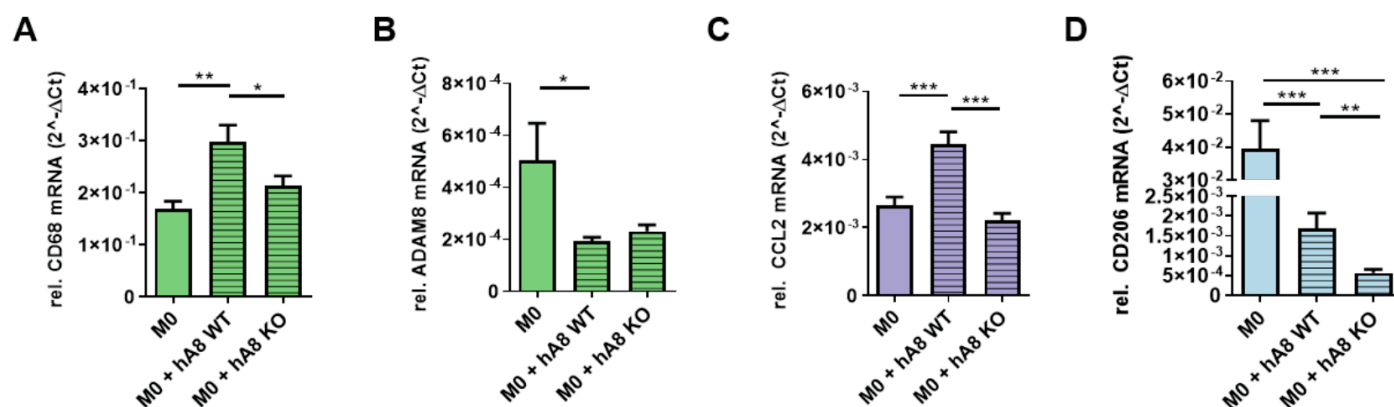 A
rel. CD68 mRNA (2^-ΔCt)
4×10⁻¹
3×10⁻¹
2×10⁻¹
1×10⁻¹
0
**
*
M0
M0 + hA8 WT
M0 + hA8 KO
B
rel. ADAM8 mRNA (2^-ΔCt)
8×10⁻⁴
6×10⁻⁴
4×10⁻⁴
2×10⁻⁴
0
*
M0
M0 + hA8 WT
M0 + hA8 KO
C
rel. CCL2 mRNA (2^-ΔCt)
6×10⁻³
4×10⁻³
2×10⁻³
0
***
***
M0
M0 + hA8 WT
M0 + hA8 KO
D
rel. CD206 mRNA (2^-ΔCt)
6×10⁻²
5×10⁻²
4×10⁻²
3×10⁻²
2.5×10⁻³
2×10⁻³
1.5×10⁻³
1×10⁻³
5×10⁻⁴
0
***
***
**
M0
M0 + hA8 WT
M0 + hA8 KO